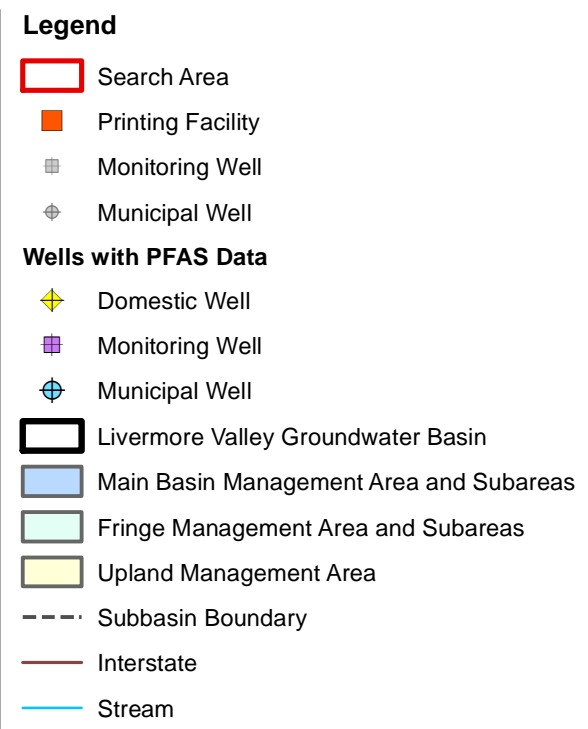 Legend
Search Area
Printing Facility
Monitoring Well
Municipal Well
Wells with PFAS Data
Domestic Well
Monitoring Well
Municipal Well
Livermore Valley Groundwater Basin
Main Basin Management Area and Subareas
Fringe Management Area and Subareas
Upland Management Area
Subbasin Boundary
Interstate
Stream